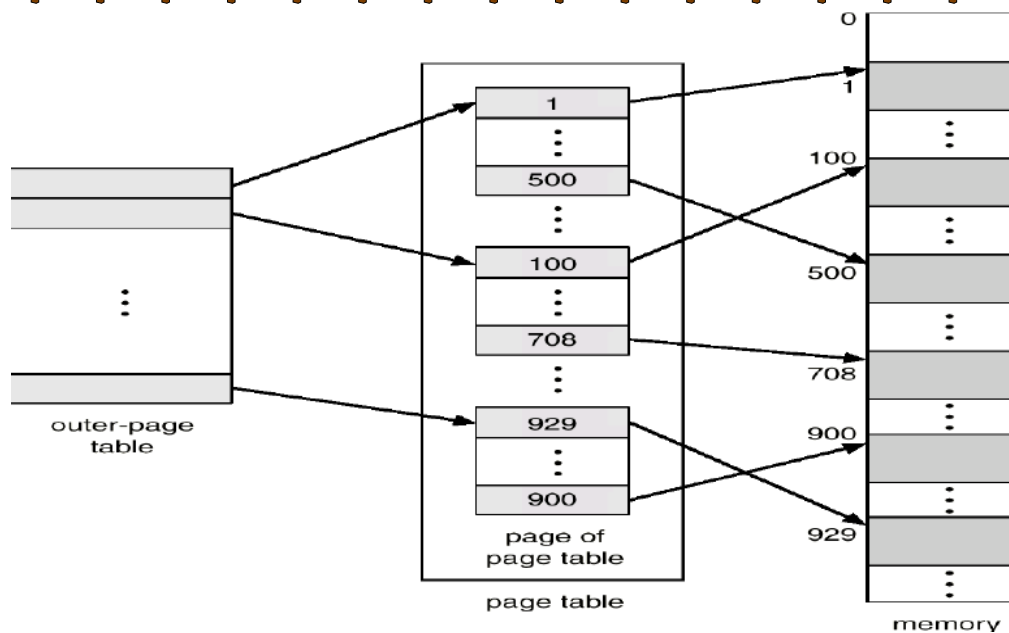 outer-page
table
1
500
100
708
929
900
page of
page table
page table
0
1
100
500
708
900
929
memory